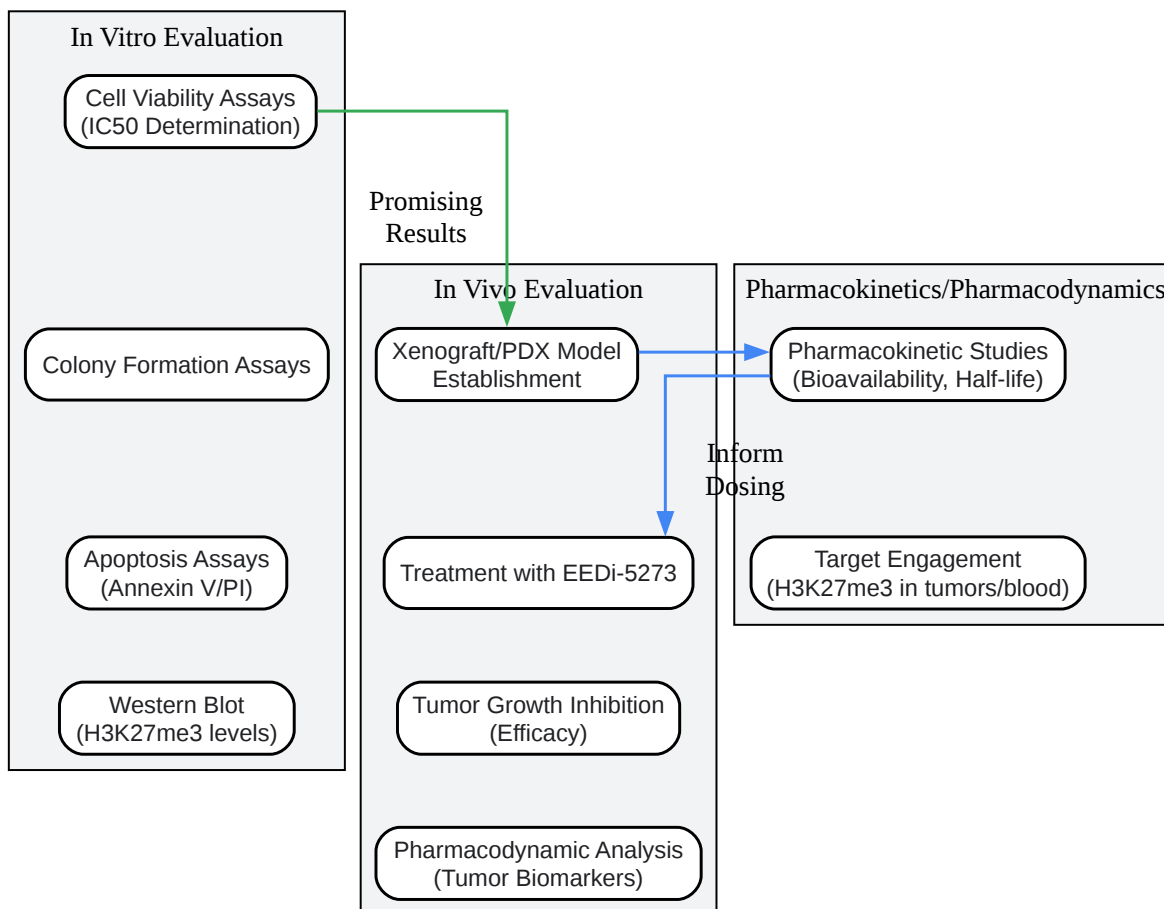 In Vitro Evaluation
Cell Viability Assays
(IC50 Determination)
Colony Formation Assays
Apoptosis Assays
(Annexin V/PI)
Western Blot
(H3K27me3 levels)
Promising
Results
In Vivo Evaluation
Xenograft/PDX Model
Establishment
Treatment with EEDi-5273
Tumor Growth Inhibition
(Efficacy)
Pharmacodynamic Analysis
(Tumor Biomarkers)
Inform
Dosing
Pharmacokinetics/Pharmacodynamics
Pharmacokinetic Studies
(Bioavailability, Half-life)
Target Engagement
(H3K27me3 in tumors/blood)